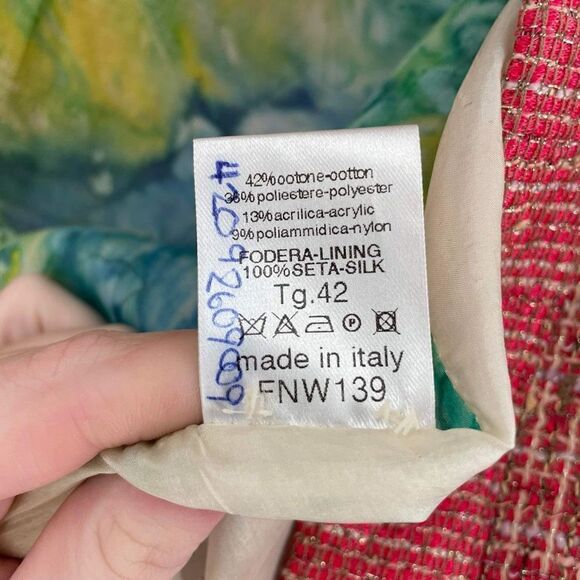 42%cotone-cotton
36%poliestere-polyester
13%acrilica-acrylic
9%poliammidica-nylon
FODERA-LINING
100%SETA-SILK
Tg.42
made in italy
FNW139